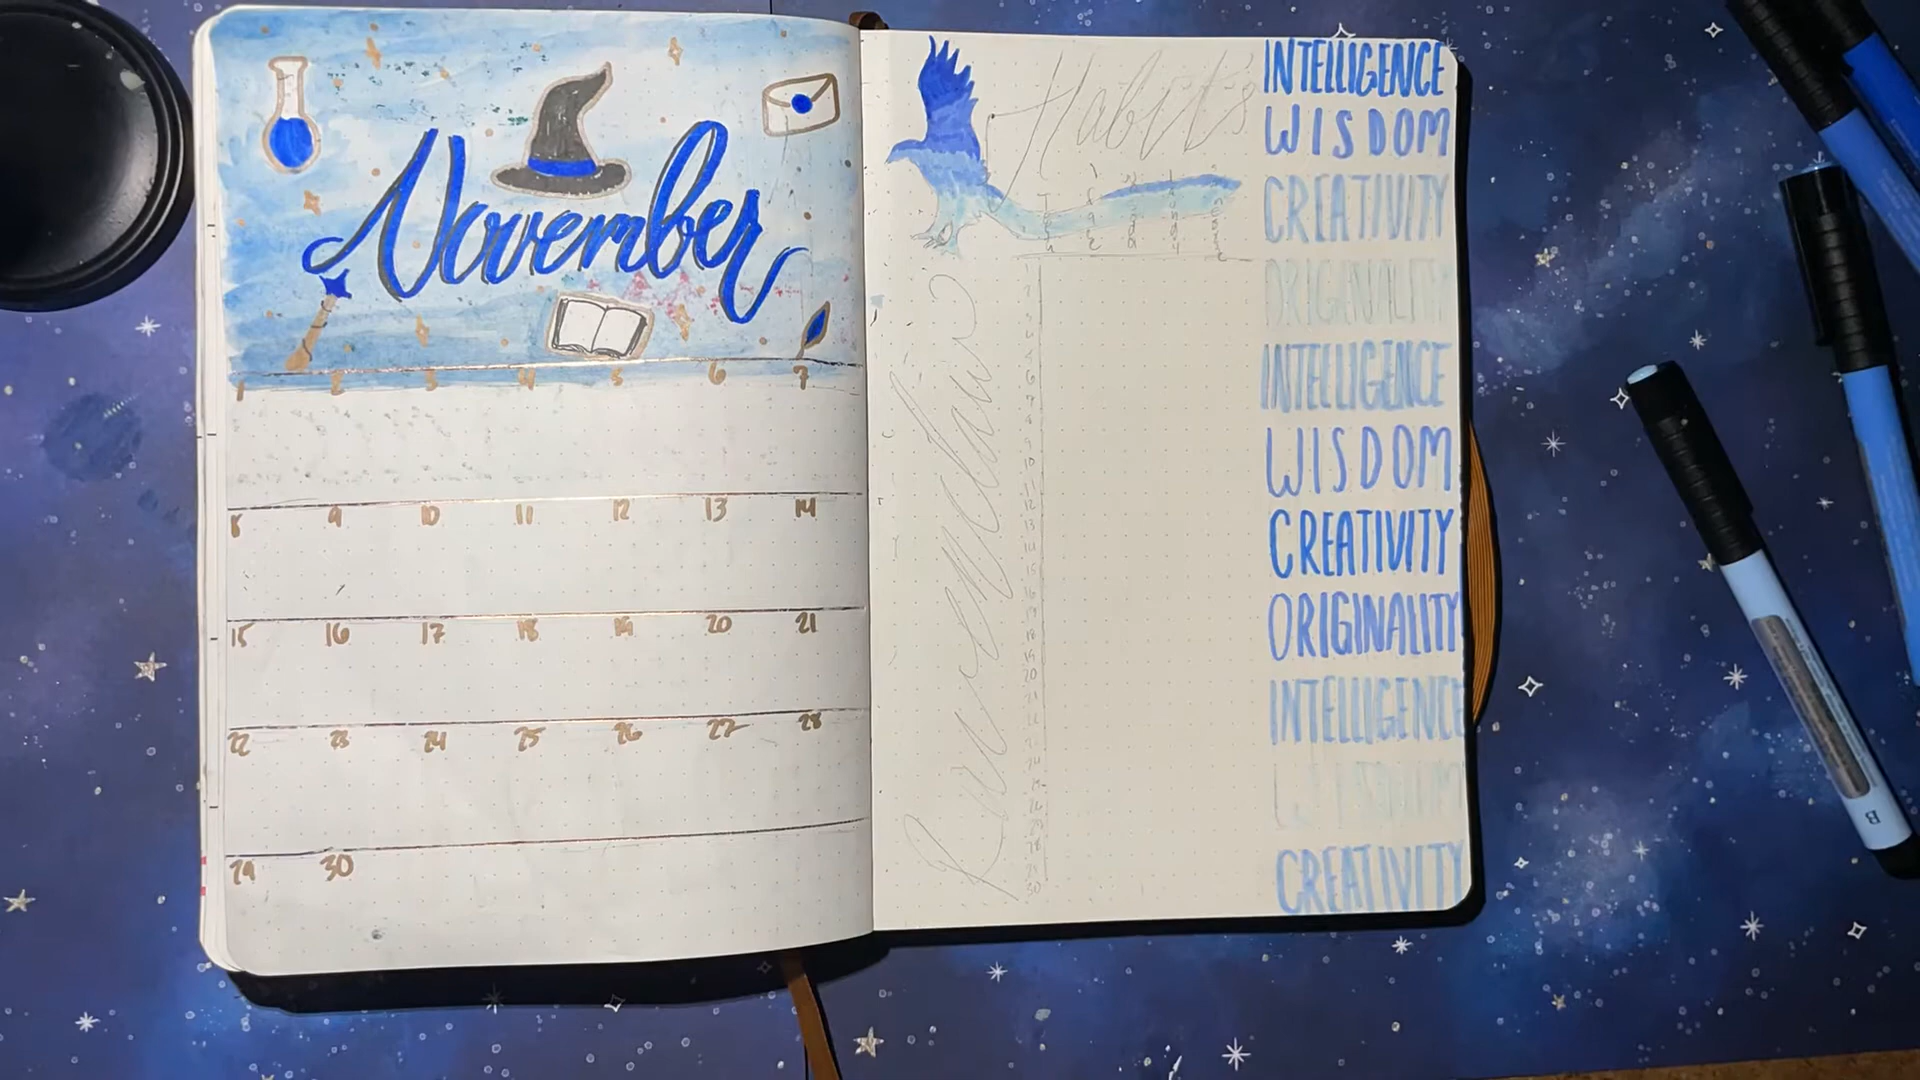 November
1 2 3 4 5 6 7
8 9 10 11 12 13 14
15 16 17 18 19 20 21
22 23 24 25 26 27 28
29 30
Habits
Ravenclaw
INTELLIGENCE
WISDOM
CREATIVITY
ORIGINALITY
INTELLIGENCE
WISDOM
CREATIVITY
ORIGINALITY
INTELLIGENCE
WISDOM
CREATIVITY
B